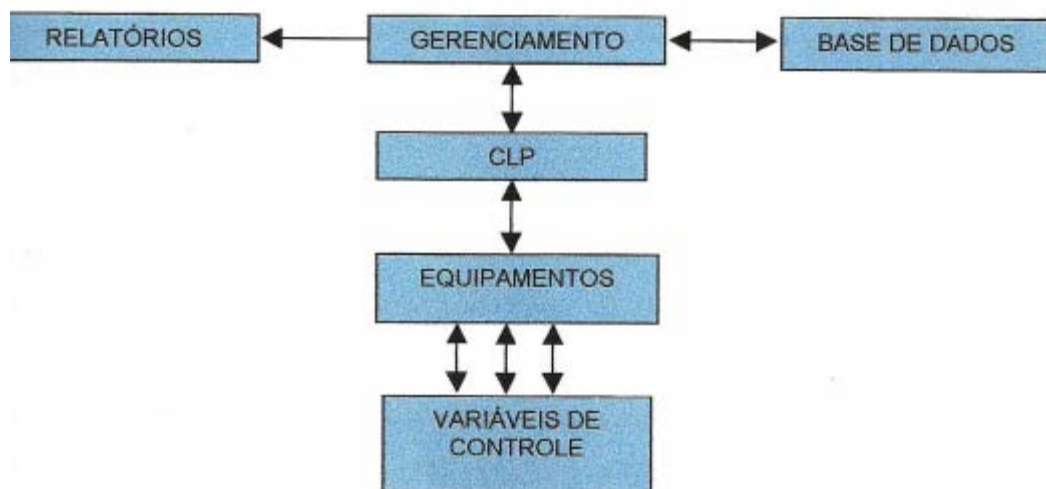 RELATÓRIOS
GERENCIAMENTO
BASE DE DADOS
CLP
EQUIPAMENTOS
VARIÁVEIS DE
CONTROLE